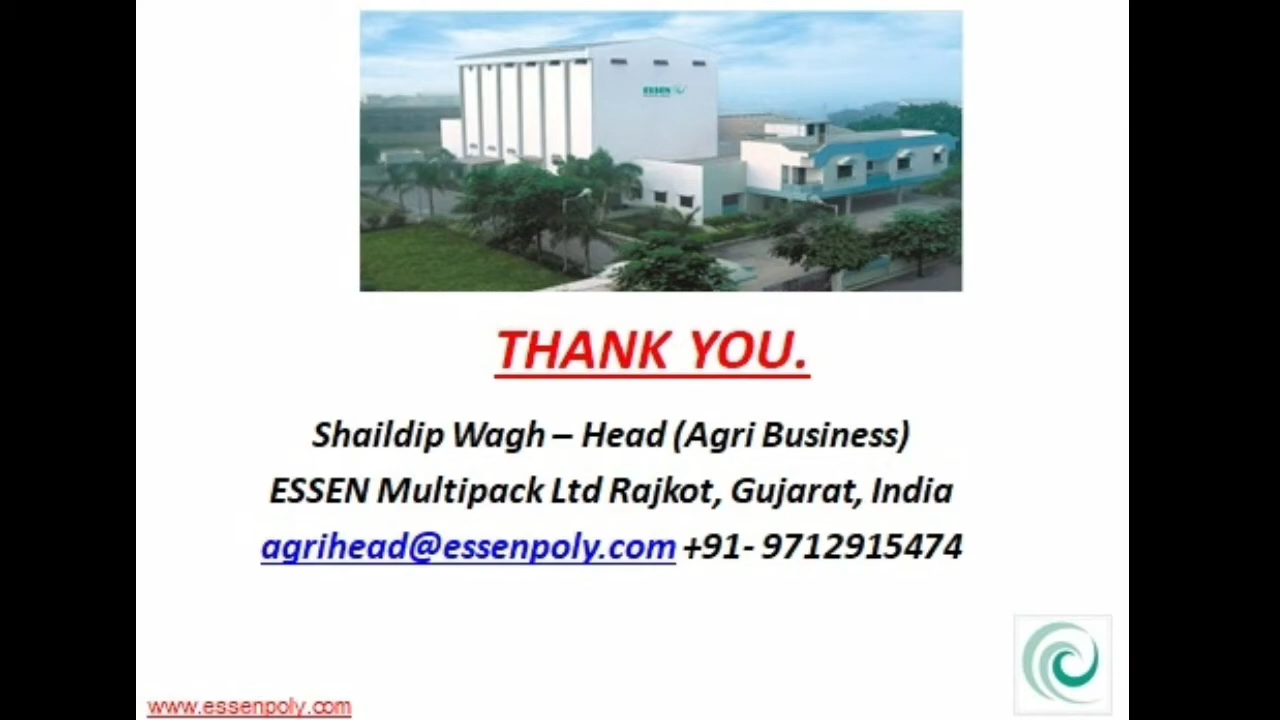 ESSEN
THANK YOU.
Shaildip Wagh – Head (Agri Business)
ESSEN Multipack Ltd Rajkot, Gujarat, India
agrihead@essenpoly.com +91- 9712915474
www.essenpoly.com